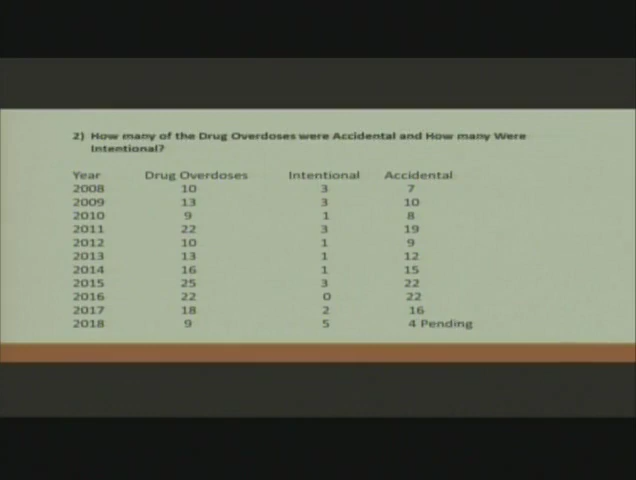 2) How many of the Drug Overdoses were Accidental and How many Were
Intentional?
Year Drug Overdoses Intentional Accidental
2008 10 3 7
2009 13 3 10
2010 9 1 8
2011 22 3 19
2012 10 1 9
2013 13 1 12
2014 16 1 15
2015 25 3 22
2016 22 0 22
2017 18 2 16
2018 9 5 4 Pending